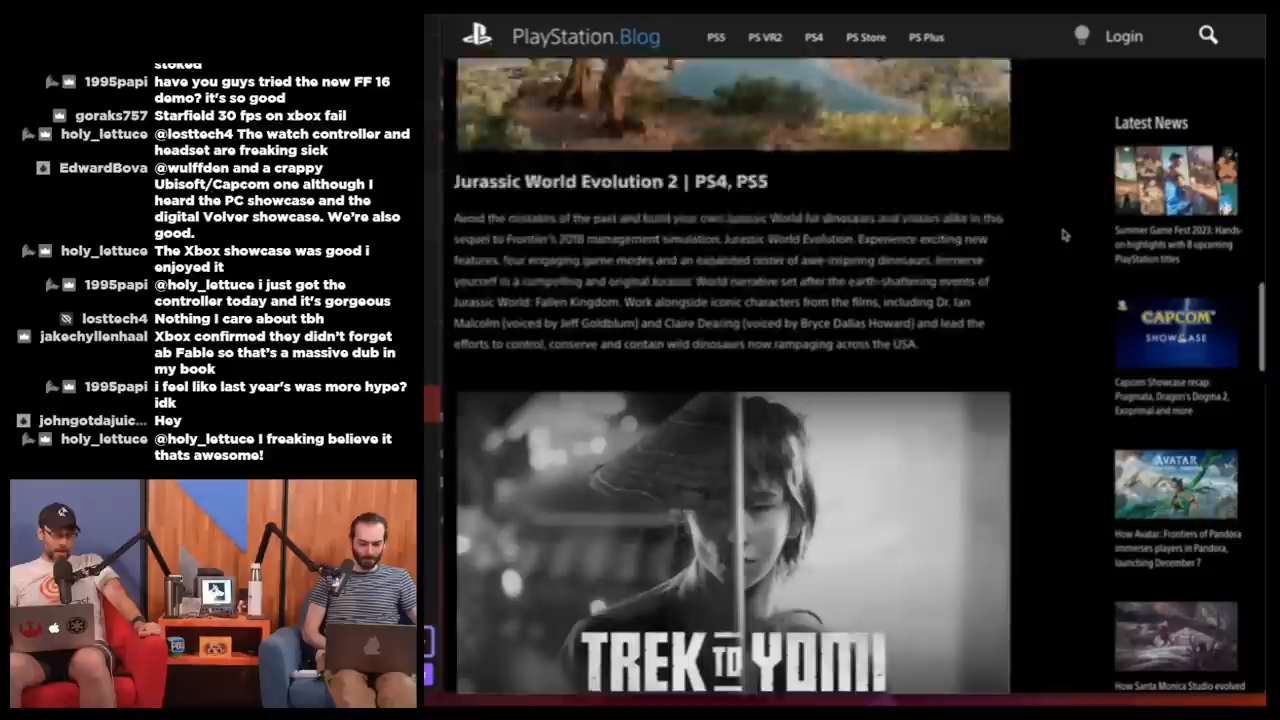 stoked
1995papi have you guys tried the new FF 16
demo? it's so good
goraks757 Starfield 30 fps on xbox fail
holy_lettuce @losttech4 The watch controller and
headset are freaking sick
EdwardBova @wulffden and a crappy
Ubisoft/Capcom one although I
heard the PC showcase and the
digital Volver showcase. We're also
good.
holy_lettuce The Xbox showcase was good i
enjoyed it
1995papi @holy_lettuce i just got the
controller today and it's gorgeous
losttech4 Nothing I care about tbh
jakechyllenhaal Xbox confirmed they didn't forget
ab Fable so that's a massive dub in
my book
1995papi i feel like last year's was more hype?
idk
johngotdajuic... Hey
holy_lettuce @holy_lettuce I freaking believe it
thats awesome!
PlayStation.Blog PS5 PS VR2 PS4 PS Store PS Plus Login
Jurassic World Evolution 2 | PS4, PS5
Avoid the mistakes of the past and build your own Jurassic World for dinosaurs and visitors alike in this
sequel to Frontier's 2018 management simulation, Jurassic World Evolution. Experience exciting new
features, four engaging game modes and an expanded roster of awe-inspiring dinosaurs. Immerse
yourself in a compelling and original Jurassic World narrative set after the earth-shattering events of
Jurassic World: Fallen Kingdom. Work alongside iconic characters from the films, including Dr. Ian
Malcolm (voiced by Jeff Goldblum) and Claire Dearing (voiced by Bryce Dallas Howard) and lead the
efforts to control, conserve and contain wild dinosaurs now rampaging across the USA.
TREK TO YOMI
Latest News
Summer Game Fest 2023: Hands-
on highlights with 8 upcoming
PlayStation titles
CAPCOM
SHOWCASE
Capcom Showcase recap:
Pragmata, Dragon's Dogma 2,
Exoprimal and more
AVATAR
How Avatar: Frontiers of Pandora
immerses players in Pandora,
launching December 7
How Santa Monica Studio evolved